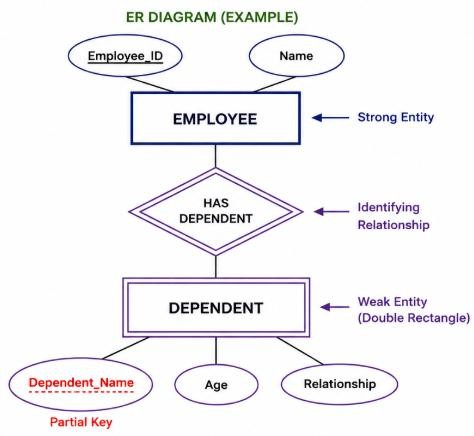 ER DIAGRAM (EXAMPLE)
Employee_ID
Name
EMPLOYEE
Strong Entity
HAS
DEPENDENT
Identifying
Relationship
DEPENDENT
Weak Entity
(Double Rectangle)
Dependent_Name
Age
Relationship
Partial Key